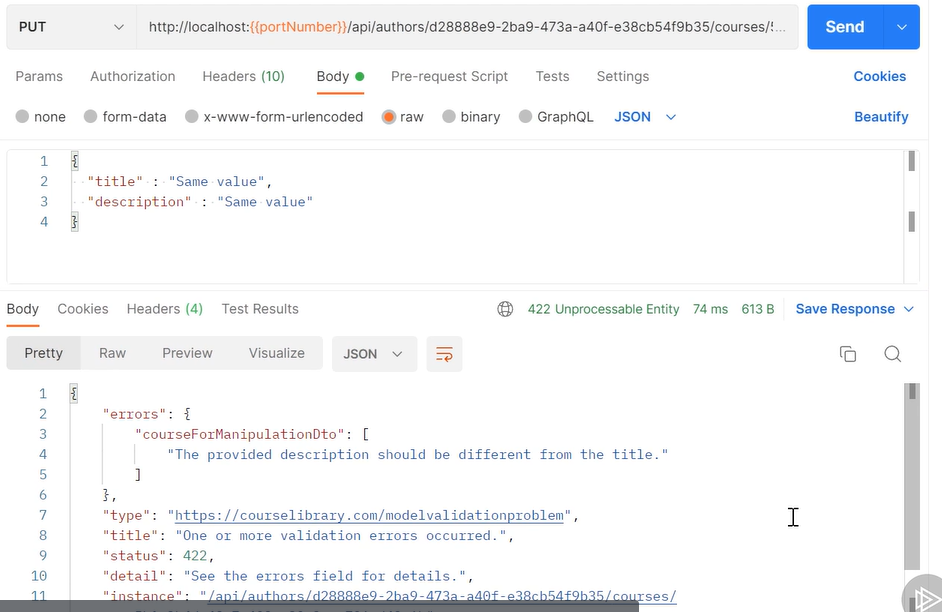 PUT http://localhost:{{portNumber}}/api/authors/d28888e9-2ba9-473a-a40f-e38cb54f9b35/courses/... Send
Params Authorization Headers (10) Body Pre-request Script Tests Settings Cookies
none form-data x-www-form-urlencoded raw binary GraphQL JSON Beautify
1 {
2 "title" : "Same value",
3 "description" : "Same value"
4 }
Body Cookies Headers (4) Test Results 422 Unprocessable Entity 74 ms 613 B Save Response
Pretty Raw Preview Visualize JSON
1 {
2 "errors": {
3 "courseForManipulationDto": [
4 "The provided description should be different from the title."
5 ]
6 },
7 "type": "https://courselibrary.com/modelvalidationproblem",
8 "title": "One or more validation errors occurred.",
9 "status": 422,
10 "detail": "See the errors field for details.",
11 "instance": "/api/authors/d28888e9-2ba9-473a-a40f-e38cb54f9b35/courses/